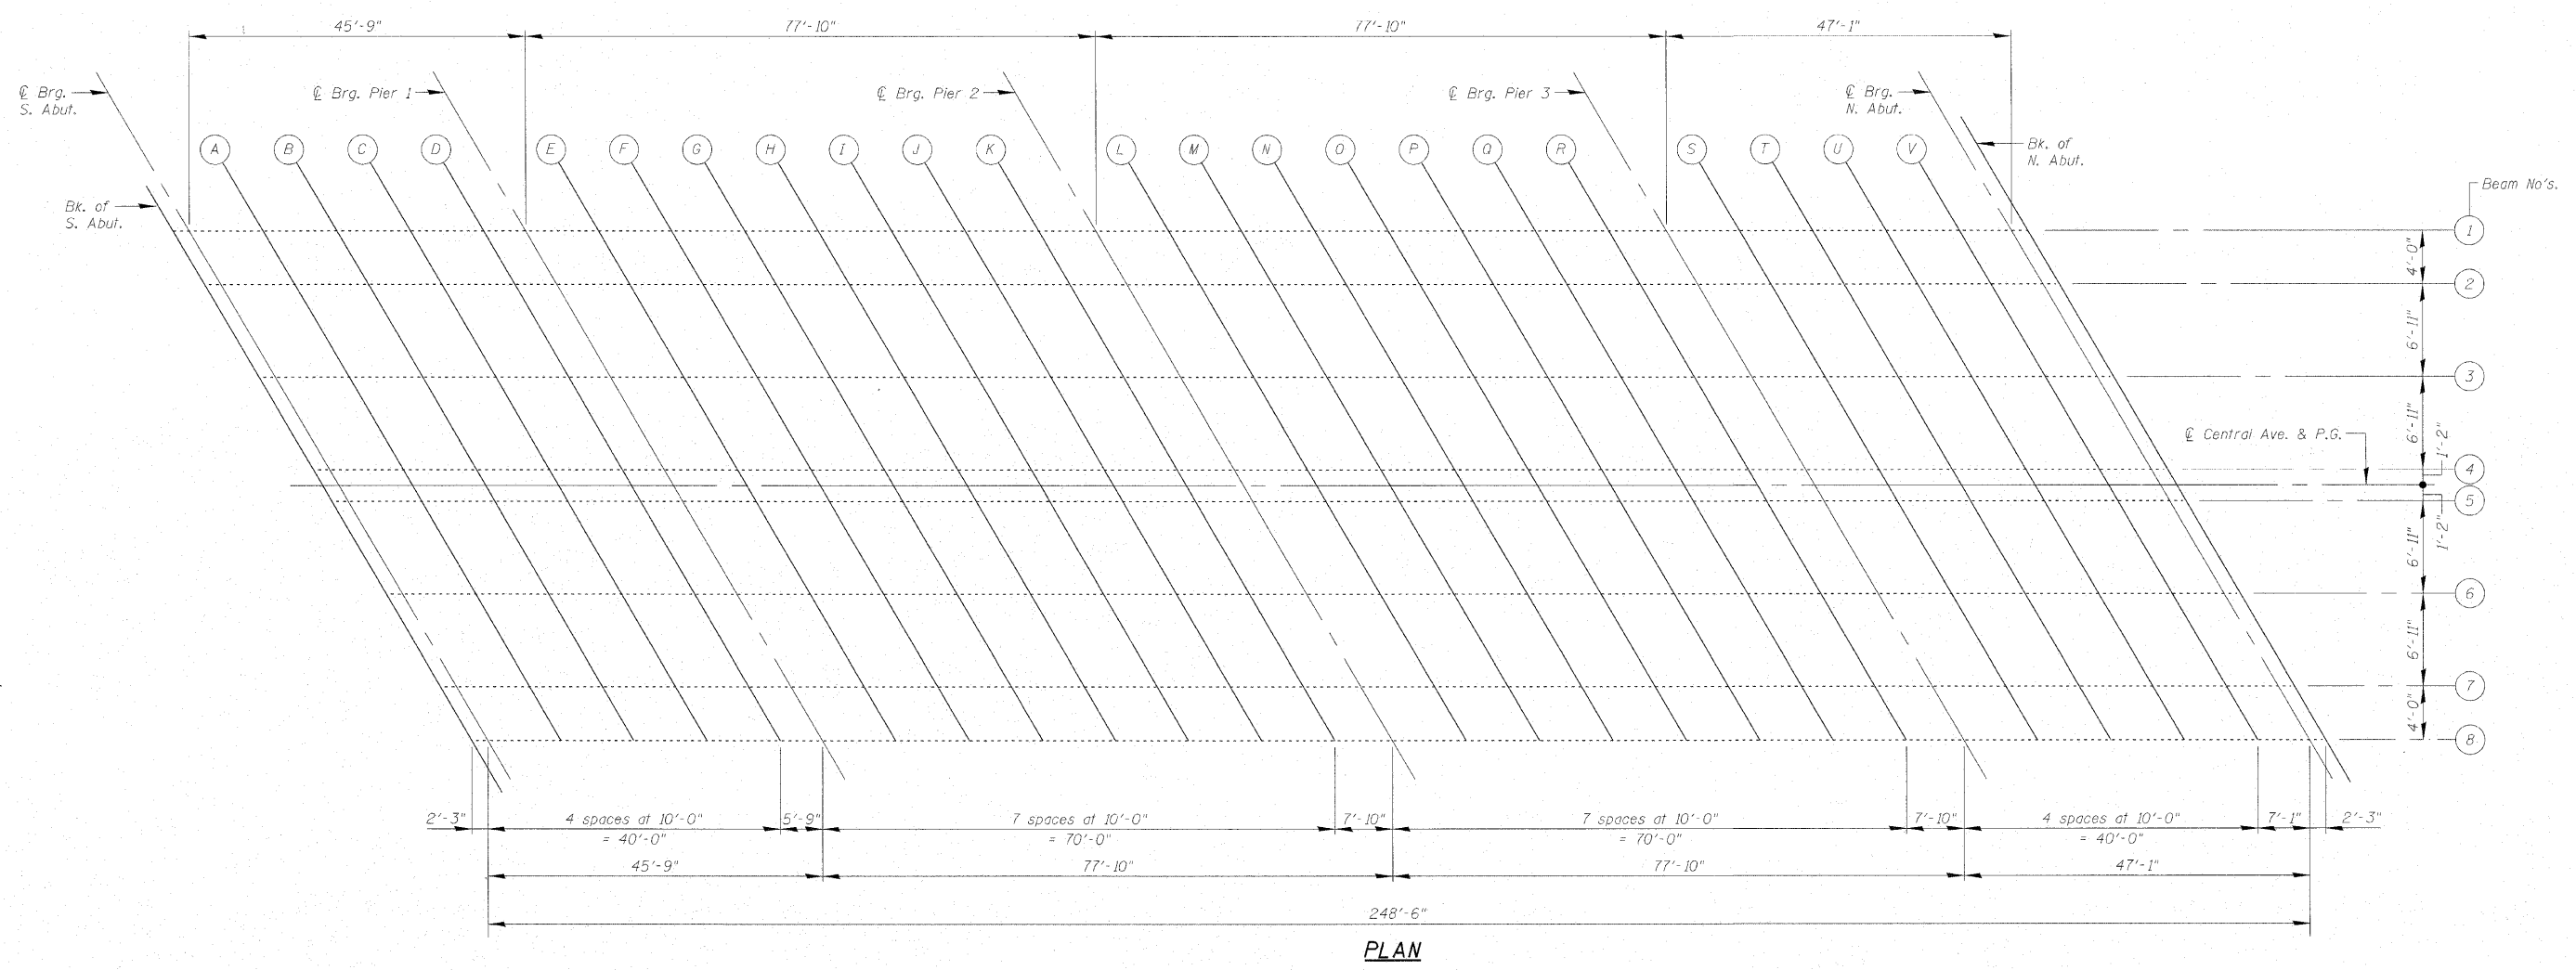 45'-9"
77'-10"
77'-10"
47'-1"
℄ Brg.
S. Abut.
℄ Brg. Pier 1
℄ Brg. Pier 2
℄ Brg. Pier 3
℄ Brg.
N. Abut.
A
B
C
D
E
F
G
H
I
J
K
L
M
N
O
P
Q
R
S
T
U
V
Bk. of
N. Abut.
Bk. of
S. Abut.
Beam No's.
1
4'-0"
2
6'-11"
3
6'-11"
1'-2"
℄ Central Ave. & P.G.
4
5
1'-2"
6'-11"
6
6'-11"
7
4'-0"
8
2'-3"
4 spaces at 10'-0"
= 40'-0"
5'-9"
7 spaces at 10'-0"
= 70'-0"
7'-10"
7 spaces at 10'-0"
= 70'-0"
7'-10"
4 spaces at 10'-0"
= 40'-0"
7'-1"
2'-3"
45'-9"
77'-10"
77'-10"
47'-1"
248'-6"
PLAN